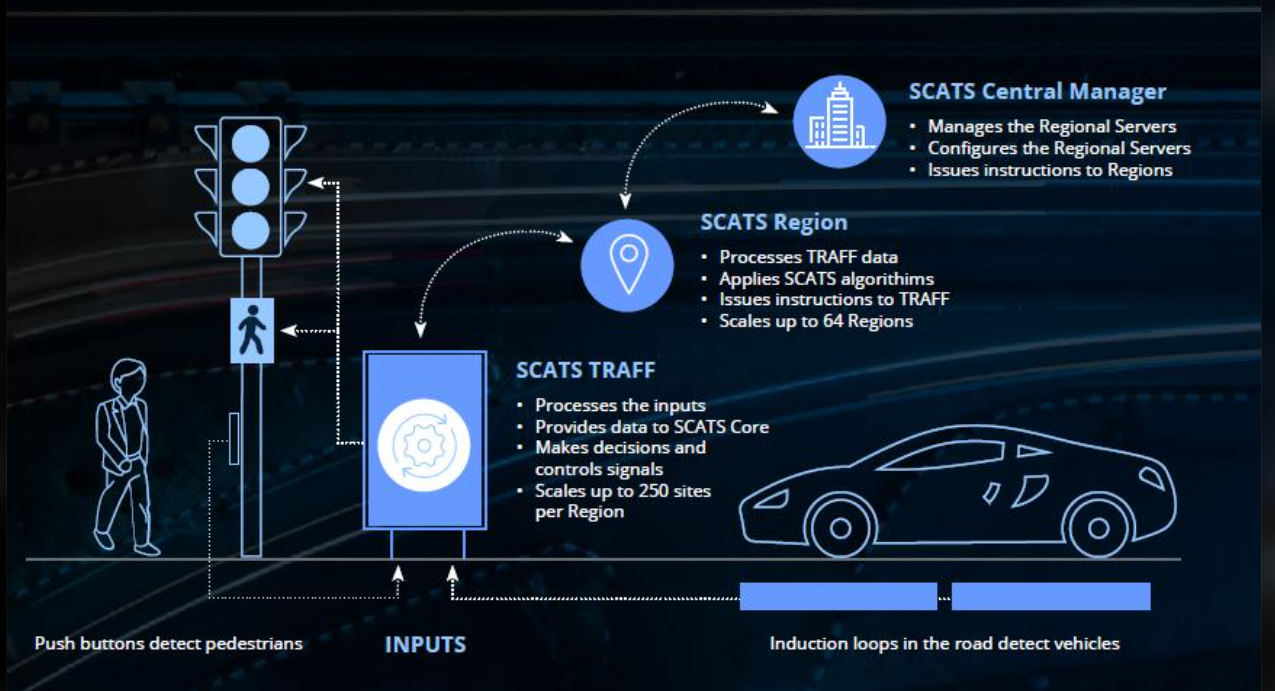 SCATS Central Manager
• Manages the Regional Servers
• Configures the Regional Servers
• Issues instructions to Regions
SCATS Region
• Processes TRAFF data
• Applies SCATS algorithims
• Issues instructions to TRAFF
• Scales up to 64 Regions
SCATS TRAFF
• Processes the inputs
• Provides data to SCATS Core
• Makes decisions and
controls signals
• Scales up to 250 sites
per Region
Push buttons detect pedestrians
INPUTS
Induction loops in the road detect vehicles